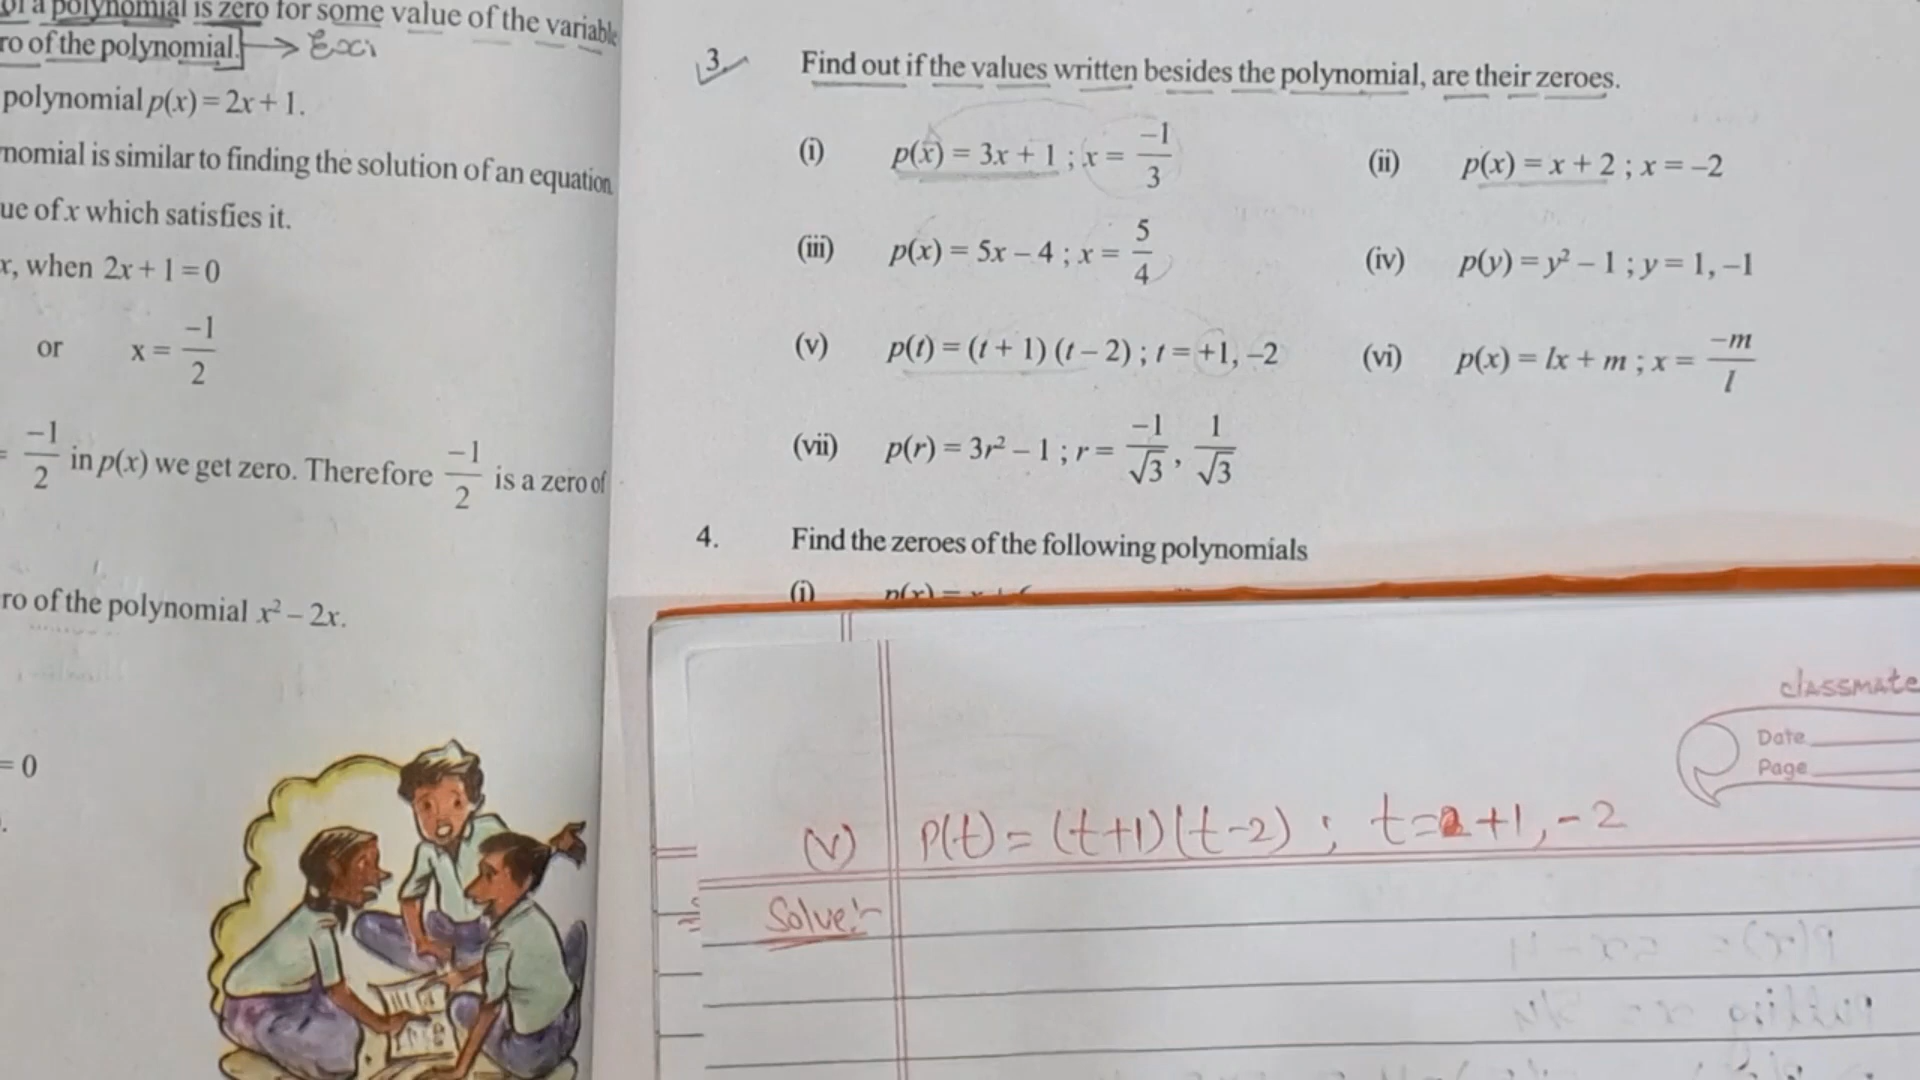 of a polynomial is zero for some value of the variable
ro of the polynomial. → Exi
polynomial p(x) = 2x + 1.
nomial is similar to finding the solution of an equation
ue of x which satisfies it.
x, when 2x + 1 = 0
or x = -1/2
= -1/2 in p(x) we get zero. Therefore -1/2 is a zero of
ro of the polynomial x² – 2x.
= 0
3. Find out if the values written besides the polynomial, are their zeroes.
(i) p(x) = 3x + 1 ; x = -1/3
(ii) p(x) = x + 2 ; x = –2
(iii) p(x) = 5x – 4 ; x = 5/4
(iv) p(y) = y² – 1 ; y = 1, –1
(v) p(t) = (t + 1) (t – 2) ; t = +1, –2
(vi) p(x) = lx + m ; x = -m/l
(vii) p(r) = 3r² – 1 ; r = -1/√3, 1/√3
4. Find the zeroes of the following polynomials
(i) p(x) = x +
classmate
Date
Page
(v) P(t) = (t+1)(t-2) ; t = +1, -2
Solve:-